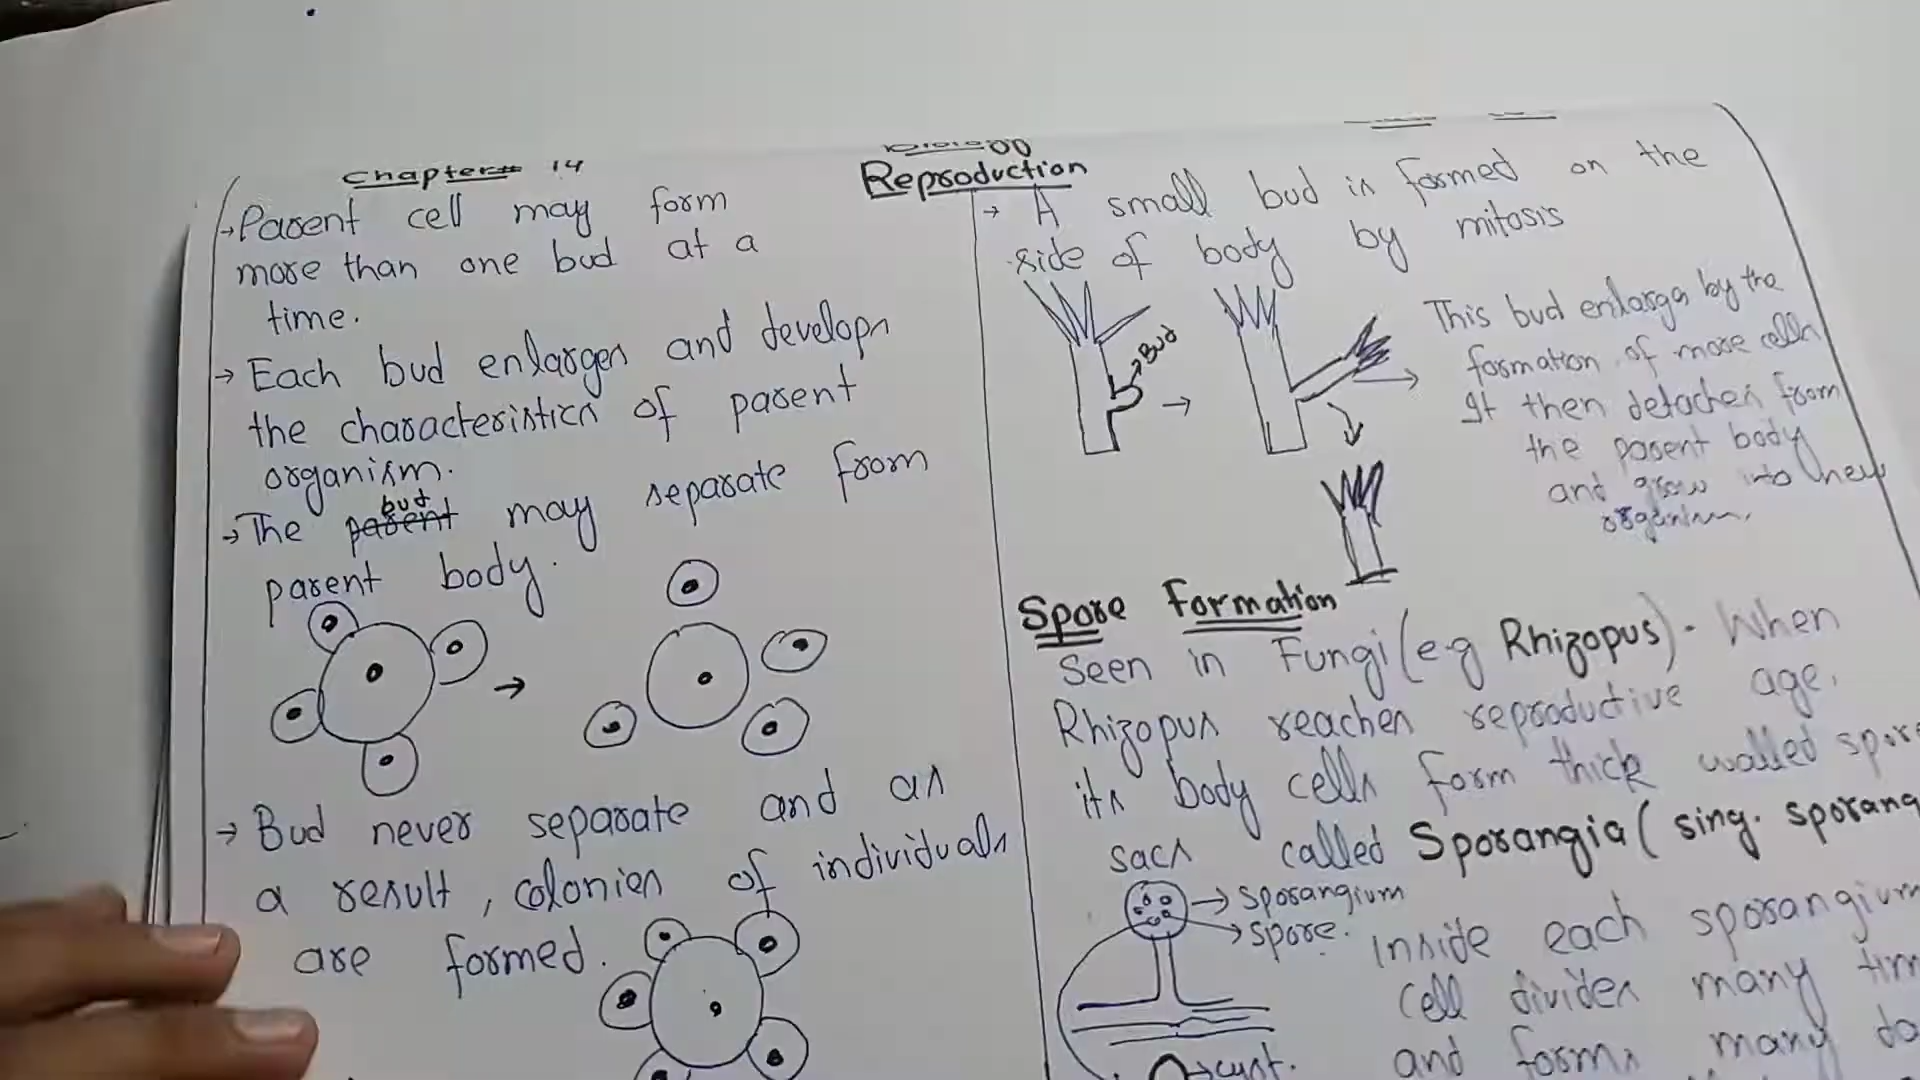 Chapter# 14
Reproduction
→ Parent cell may form
more than one bud at a
time.
→ Each bud enlarges and develops
the characteristics of parent
organism.
bud
→ The parent may separate from
parent body.
→ Bud never separate and as
a result, colonies of individuals
are formed.
→ A small bud is formed on the
side of body by mitosis
Bud
This bud enlarges by the
formation of more cells
It then detaches from
the parent body
and grow into new
organism.
Spore Formation
Seen in Fungi (e.g Rhizopus). When
Rhizopus reaches reproductive age,
its body cells form thick walled spore
sacs called Sporangia (sing. sporang
→ sporangium
→ spore.
Inside each sporangium
cell divides many tim
and forms many da
→ cyst.